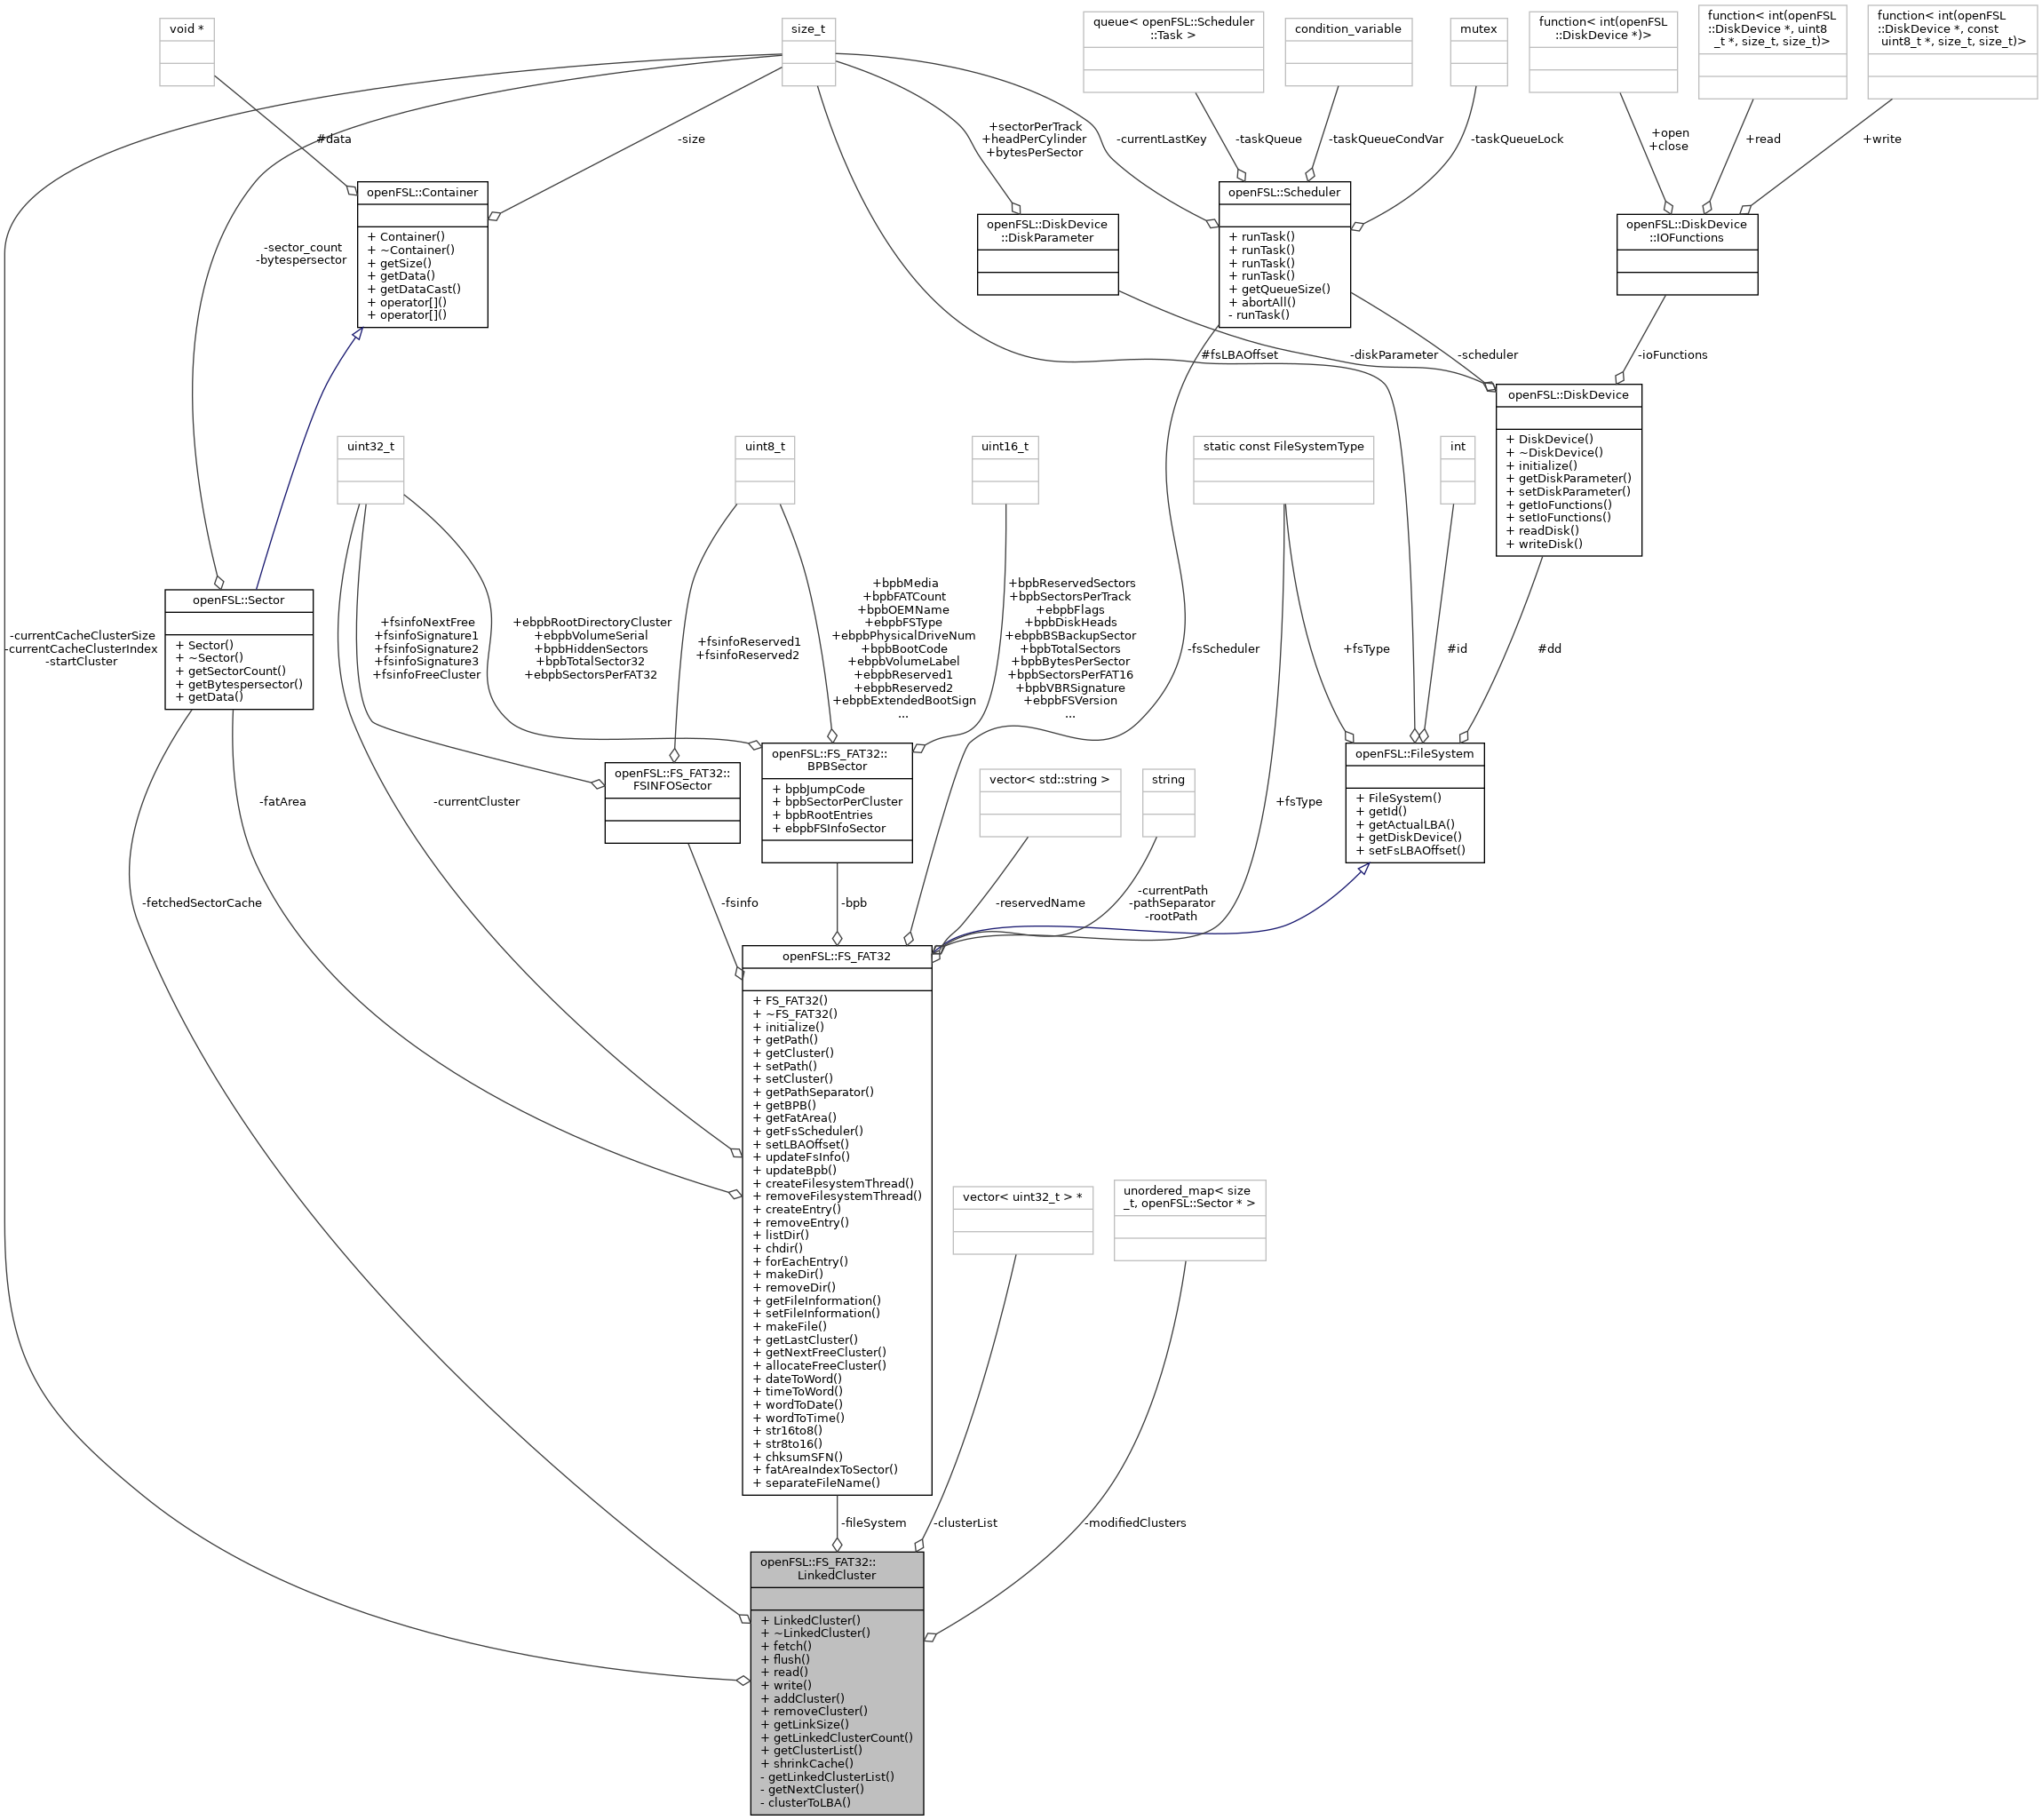 void *
size_t
queue< openFSL::Scheduler
::Task >
condition_variable
mutex
function< int(openFSL
::DiskDevice *)>
function< int(openFSL
::DiskDevice *, uint8
_t *, size_t, size_t)>
function< int(openFSL
::DiskDevice *, const
uint8_t *, size_t, size_t)>
#data
-size
+sectorPerTrack
+headPerCylinder
+bytesPerSector
-currentLastKey
-taskQueue
-taskQueueCondVar
-taskQueueLock
+open
+close
+read
+write
openFSL::Container
+ Container()
+ ~Container()
+ getSize()
+ getData()
+ getDataCast()
+ operator[]()
+ operator[]()
openFSL::DiskDevice
::DiskParameter
openFSL::Scheduler
+ runTask()
+ runTask()
+ runTask()
+ runTask()
+ getQueueSize()
+ abortAll()
- runTask()
openFSL::DiskDevice
::IOFunctions
-sector_count
-bytespersector
#fsLBAOffset
-diskParameter
-scheduler
-ioFunctions
openFSL::DiskDevice
+ DiskDevice()
+ ~DiskDevice()
+ initialize()
+ getDiskParameter()
+ setDiskParameter()
+ getIoFunctions()
+ setIoFunctions()
+ readDisk()
+ writeDisk()
uint32_t
uint8_t
uint16_t
static const FileSystemType
int
openFSL::Sector
+ Sector()
+ ~Sector()
+ getSectorCount()
+ getBytespersector()
+ getData()
-currentCacheClusterSize
-currentCacheClusterIndex
-startCluster
+fsinfoNextFree
+fsinfoSignature1
+fsinfoSignature2
+fsinfoSignature3
+fsinfoFreeCluster
+ebpbRootDirectoryCluster
+ebpbVolumeSerial
+bpbHiddenSectors
+bpbTotalSector32
+ebpbSectorsPerFAT32
+fsinfoReserved1
+fsinfoReserved2
+bpbMedia
+bpbFATCount
+bpbOEMName
+ebpbFSType
+ebpbPhysicalDriveNum
+bpbBootCode
+ebpbVolumeLabel
+ebpbReserved1
+ebpbReserved2
+ebpbExtendedBootSign
...
+bpbReservedSectors
+bpbSectorsPerTrack
+ebpbFlags
+bpbDiskHeads
+ebpbBSBackupSector
+bpbTotalSectors
+bpbBytesPerSector
+bpbSectorsPerFAT16
+bpbVBRSignature
+ebpbFSVersion
...
-fsScheduler
+fsType
#id
#dd
openFSL::FS_FAT32::
FSINFOSector
openFSL::FS_FAT32::
BPBSector
+ bpbJumpCode
+ bpbSectorPerCluster
+ bpbRootEntries
+ ebpbFSInfoSector
vector< std::string >
string
openFSL::FileSystem
+ FileSystem()
+ getId()
+ getActualLBA()
+ getDiskDevice()
+ setFsLBAOffset()
-fatArea
-currentCluster
+fsType
-fetchedSectorCache
-fsinfo
-bpb
-reservedName
-currentPath
-pathSeparator
-rootPath
openFSL::FS_FAT32
+ FS_FAT32()
+ ~FS_FAT32()
+ initialize()
+ getPath()
+ getCluster()
+ setPath()
+ setCluster()
+ getPathSeparator()
+ getBPB()
+ getFatArea()
+ getFsScheduler()
+ setLBAOffset()
+ updateFsInfo()
+ updateBpb()
+ createFilesystemThread()
+ removeFilesystemThread()
+ createEntry()
+ removeEntry()
+ listDir()
+ chdir()
+ forEachEntry()
+ makeDir()
+ removeDir()
+ getFileInformation()
+ setFileInformation()
+ makeFile()
+ getLastCluster()
+ getNextFreeCluster()
+ allocateFreeCluster()
+ dateToWord()
+ timeToWord()
+ wordToDate()
+ wordToTime()
+ str16to8()
+ str8to16()
+ chksumSFN()
+ fatAreaIndexToSector()
+ separateFileName()
vector< uint32_t > *
unordered_map< size
_t, openFSL::Sector * >
-fileSystem
-clusterList
-modifiedClusters
openFSL::FS_FAT32::
LinkedCluster
+ LinkedCluster()
+ ~LinkedCluster()
+ fetch()
+ flush()
+ read()
+ write()
+ addCluster()
+ removeCluster()
+ getLinkSize()
+ getLinkedClusterCount()
+ getClusterList()
+ shrinkCache()
- getLinkedClusterList()
- getNextCluster()
- clusterToLBA()